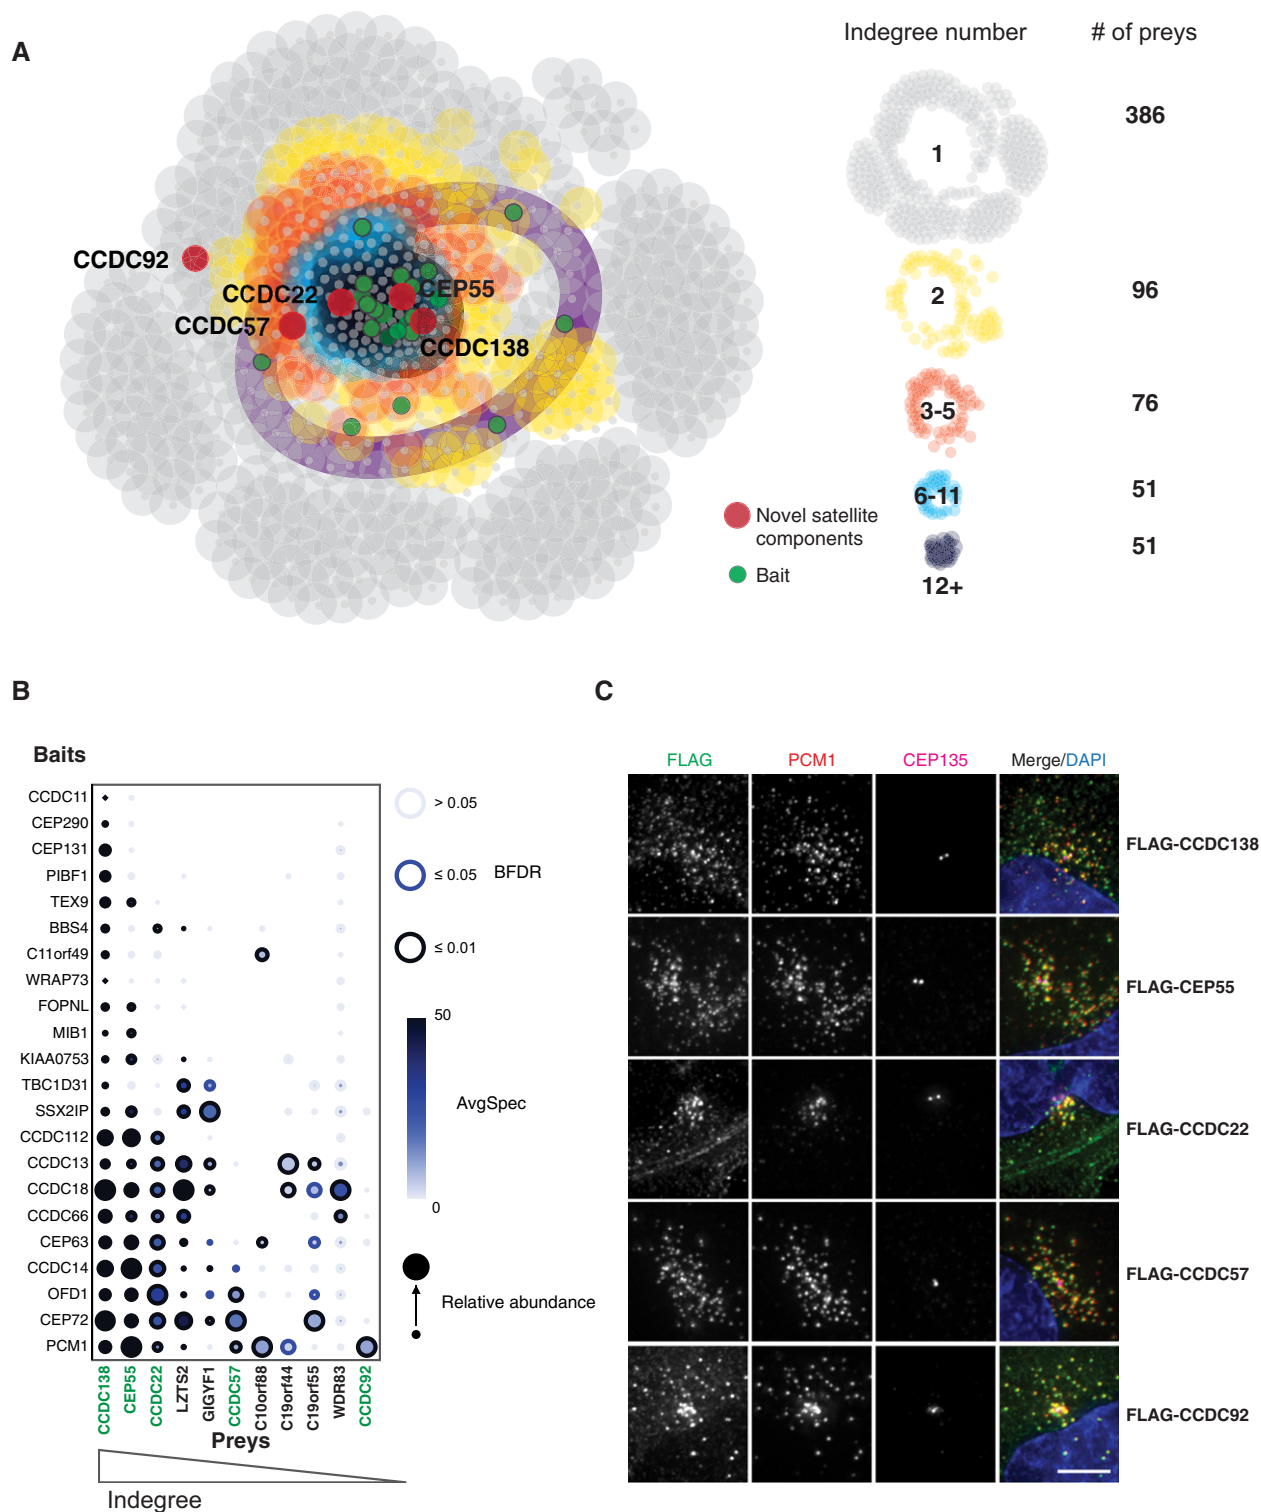 A
Indegree number
# of preys
1
386
2
96
3-5
76
6-11
51
12+
51
CCDC92
CCDC22
CEP55
CCDC57
CCDC138
Novel satellite
components
Bait
B
Baits
CCDC11
CEP290
CEP131
PIBF1
TEX9
BBS4
C11orf49
WRAP73
FOPNL
MIB1
KIAA0753
TBC1D31
SSX2IP
CCDC112
CCDC13
CCDC18
CCDC66
CEP63
CCDC14
OFD1
CEP72
PCM1
CCDC138
CEP55
CCDC22
LZTS2
GIGYF1
CCDC57
C10orf88
C19orf44
C19orf55
WDR83
CCDC92
Preys
Indegree
> 0.05
≤ 0.05
BFDR
≤ 0.01
50
AvgSpec
0
Relative abundance
C
FLAG
PCM1
CEP135
Merge/DAPI
FLAG-CCDC138
FLAG-CEP55
FLAG-CCDC22
FLAG-CCDC57
FLAG-CCDC92